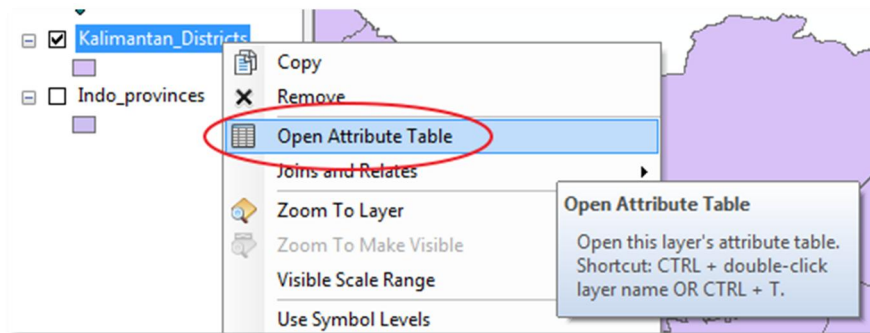 Kalimantan_Districts
Copy
Indo_provinces
Remove
Open Attribute Table
Joins and Relates
Zoom To Layer
Zoom To Make Visible
Visible Scale Range
Use Symbol Levels
Open Attribute Table
Open this layer's attribute table.
Shortcut: CTRL + double-click
layer name OR CTRL + T.